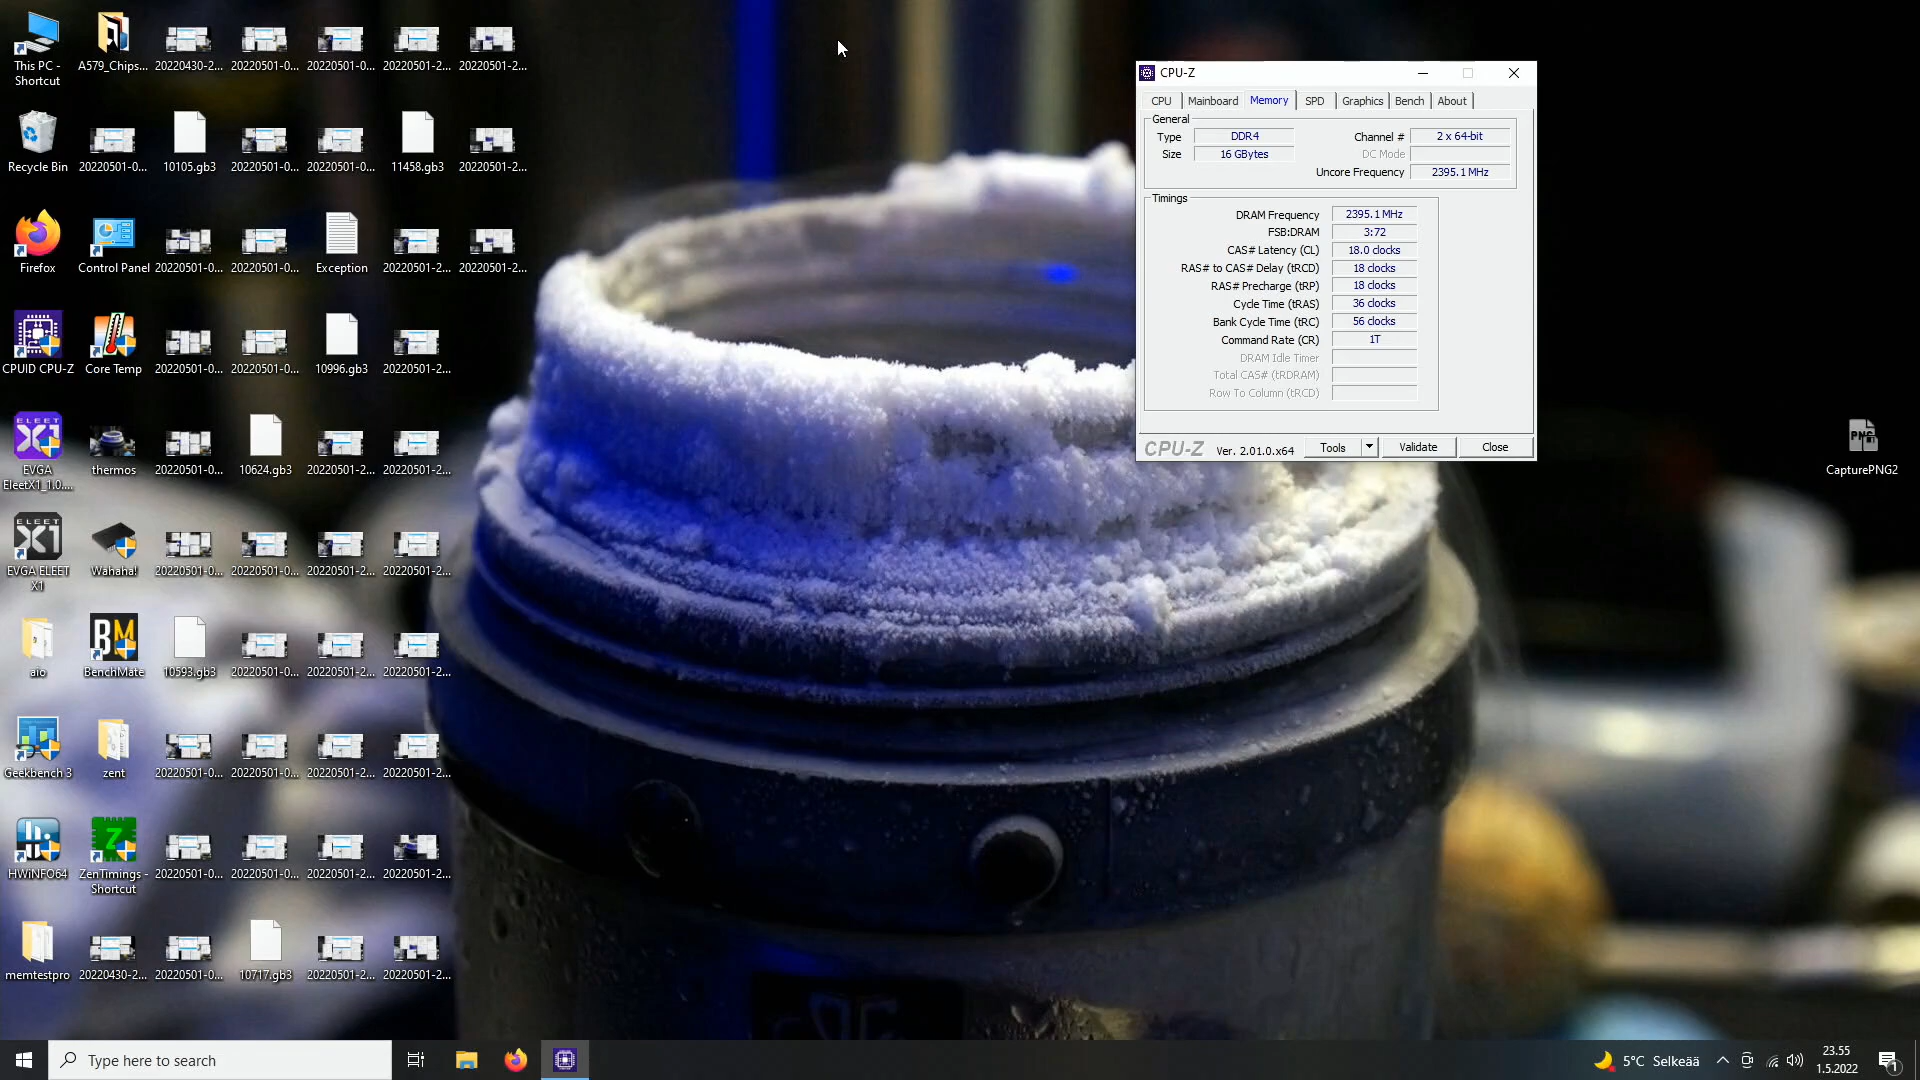 This PC -
Shortcut
A579_Chips...
20220430-2...
20220501-0...
20220501-0...
20220501-2...
20220501-2...
Recycle Bin
20220501-0...
10105.gb3
20220501-0...
20220501-0...
11458.gb3
20220501-2...
Firefox
Control Panel
20220501-0...
20220501-0...
Exception
20220501-2...
20220501-2...
CPUID CPU-Z
Core Temp
20220501-0...
20220501-0...
10996.gb3
20220501-2...
ELEET
X1
EVGA
EleetX1_1.0....
thermos
20220501-0...
10624.gb3
20220501-2...
20220501-2...
ELEET
X1
EVGA ELEET
X1
Wahaha!
20220501-0...
20220501-0...
20220501-2...
20220501-2...
aio
BM
BenchMate
10593.gb3
20220501-0...
20220501-2...
20220501-2...
Geekbench 3
zent
20220501-0...
20220501-0...
20220501-2...
20220501-2...
HWiNFO64
Z
ZenTimings -
Shortcut
20220501-0...
20220501-0...
20220501-2...
20220501-2...
memtestpro
20220430-2...
20220501-0...
10717.gb3
20220501-2...
20220501-2...
CPU-Z
CPU Mainboard Memory SPD Graphics Bench About
General
Type DDR4 Channel # 2 x 64-bit
Size 16 GBytes DC Mode
Uncore Frequency 2395.1 MHz
Timings
DRAM Frequency 2395.1 MHz
FSB:DRAM 3:72
CAS# Latency (CL) 18.0 clocks
RAS# to CAS# Delay (tRCD) 18 clocks
RAS# Precharge (tRP) 18 clocks
Cycle Time (tRAS) 36 clocks
Bank Cycle Time (tRC) 56 clocks
Command Rate (CR) 1T
DRAM Idle Timer
Total CAS# (tRDRAM)
Row To Column (tRCD)
CPU-Z Ver. 2.01.0.x64 Tools Validate Close
PNG
CapturePNG2
Type here to search
5°C Selkeää
23.55
1.5.2022
1